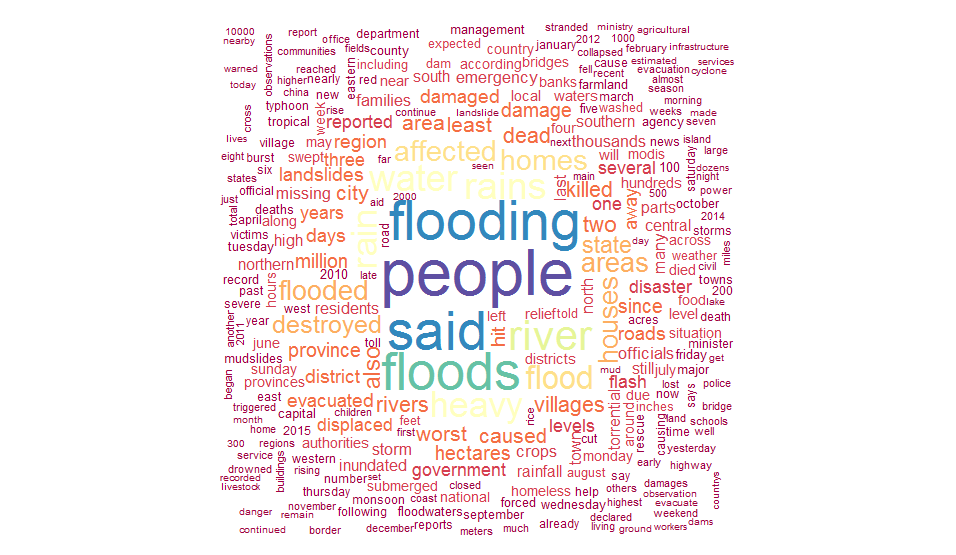 10000 report office department management stranded ministry agricultural
nearby communities fields county expected country january 2012 1000 february infrastructure
observations including dam according bridges collapsed estimated services
warned reached eastern red near south emergency cause fell recent evacuation cyclone
today higher nearly families damaged local banks farmland almost season
china new waters march morning
typhoon rise continue landslide damage five washed weeks made
cross tropical week reported area least dead four southern agency seven
lives village may region affected homes next thousands news island
eight burst swept three far seen several will modis large
six landslides water rains last main 100 saturday dozens
states official missing city aid 2000 killed hundreds night
just deaths years road flooding one away 500 parts october power
total april along rain two central 2014
victims high days state day many across storms
tuesday million people areas weather miles
northern 2010 late died civil
record hours flooded houses disaster towns
past north since food 200
severe west residents left relief told acres level lake death
another 2011 year destroyed said hit river roads situation
june toll minister
mudslides province also floods districts officials friday get
sunday mud still july major
began provinces district flood flash lost police
east evacuated rivers heavy villages due now says
triggered capital children feet rice torrential inches bridge
month displaced levels around rescue land schools
home 2015 first worst caused town cut causing time well
300 regions authorities storm hectares crops monday yesterday
service western inundated government rainfall august early highway
drowned rising number set say
recorded buildings submerged closed homeless help others damages countrys
livestock thursday monsoon coast national forced wednesday highest observation evacuate
november
danger remain following floodwaters september declared weekend
continued border december reports meters much already living ground workers dams